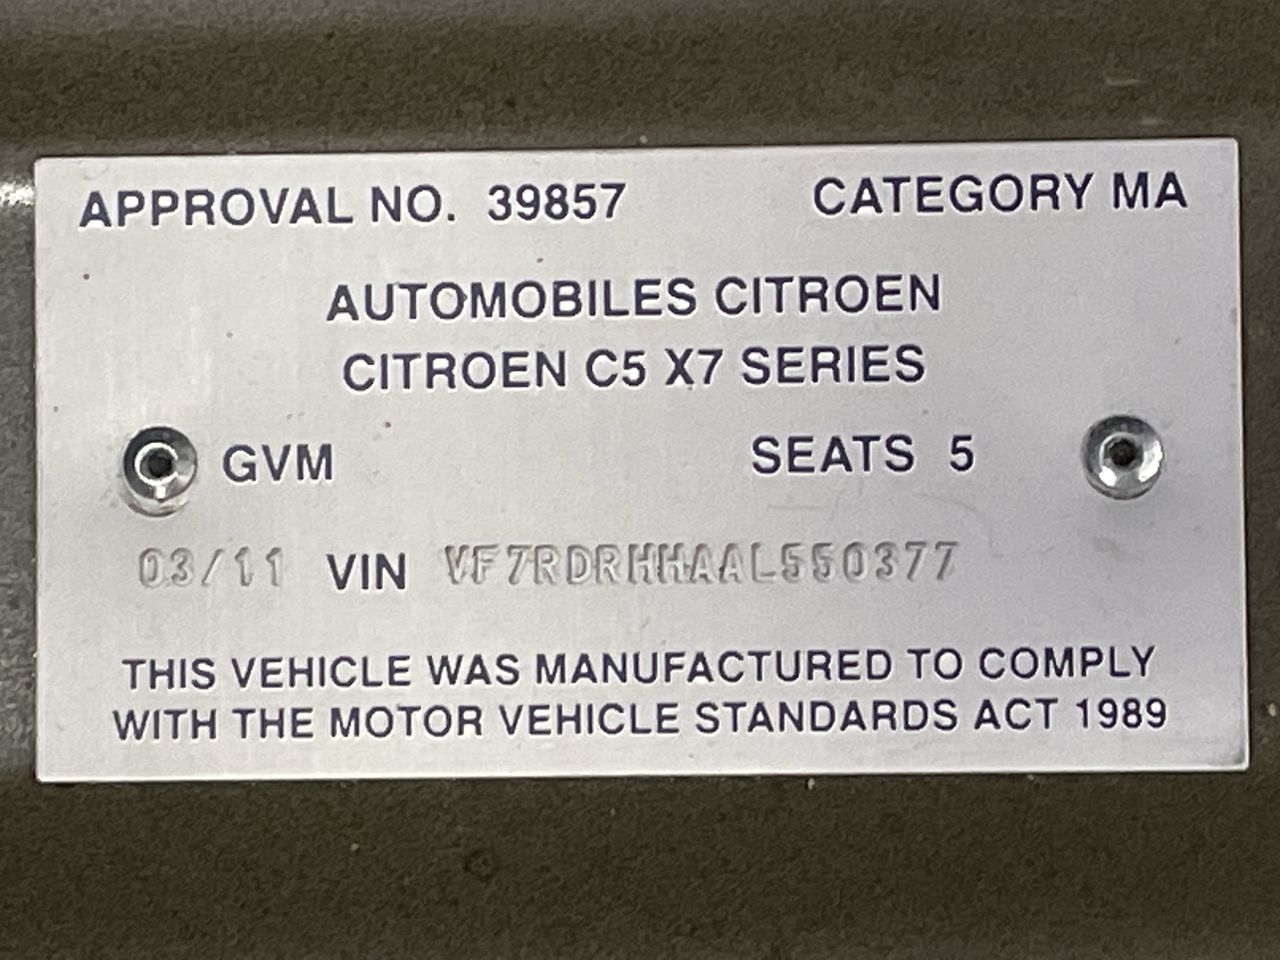 APPROVAL NO. 39857 CATEGORY MA
AUTOMOBILES CITROEN
CITROEN C5 X7 SERIES
GVM SEATS 5
03/11 VIN VF7RDRHHAAL550377
THIS VEHICLE WAS MANUFACTURED TO COMPLY
WITH THE MOTOR VEHICLE STANDARDS ACT 1989